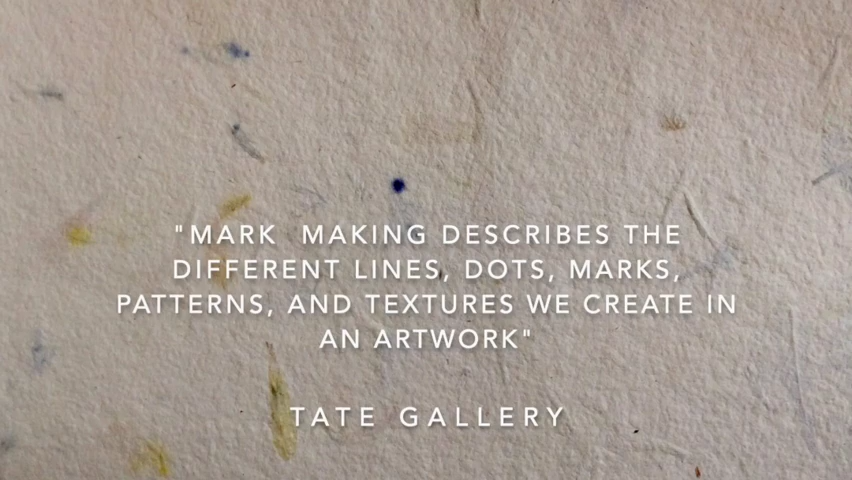 "MARK  MAKING DESCRIBES THE
DIFFERENT LINES, DOTS, MARKS,
PATTERNS, AND TEXTURES WE CREATE IN
AN ARTWORK"
TATE GALLERY